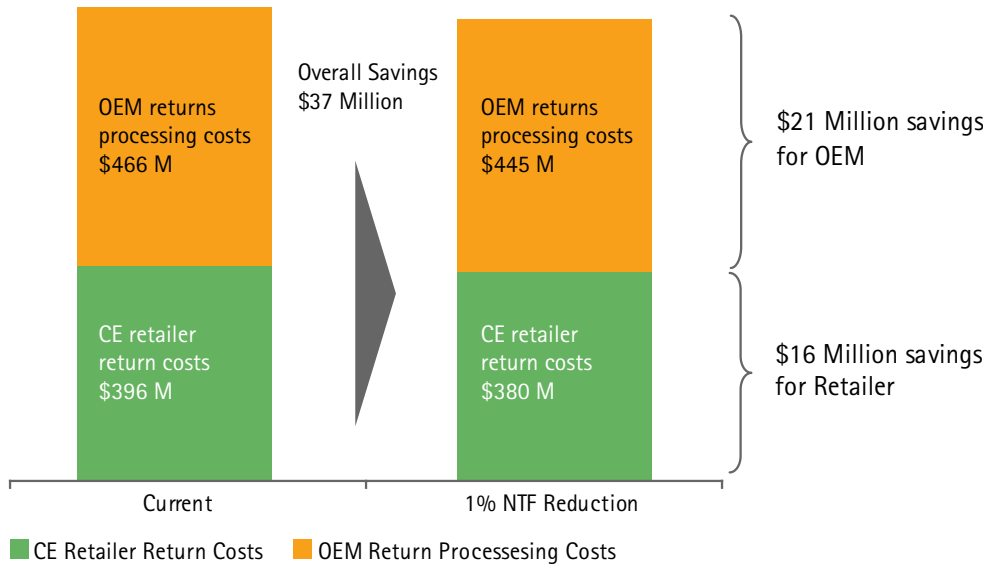 OEM returns
processing costs
$466 M
CE retailer
return costs
$396 M
Overall Savings
$37 Million
OEM returns
processing costs
$445 M
CE retailer
return costs
$380 M
$21 Million savings
for OEM
$16 Million savings
for Retailer
Current
1% NTF Reduction
CE Retailer Return Costs
OEM Return Processesing Costs